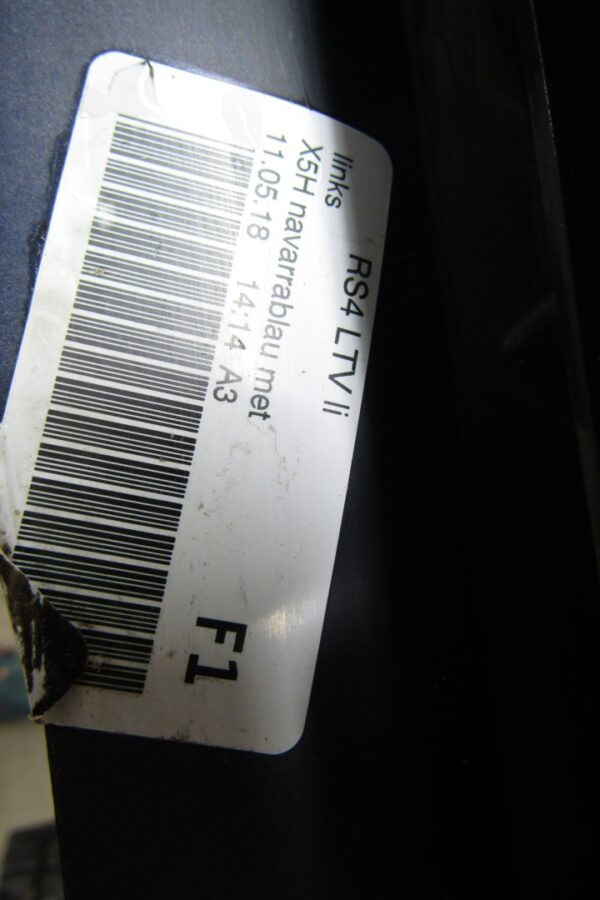 links RS4 LTV li
X5H navarrablau met
11.05.18 14:14 A3
F1